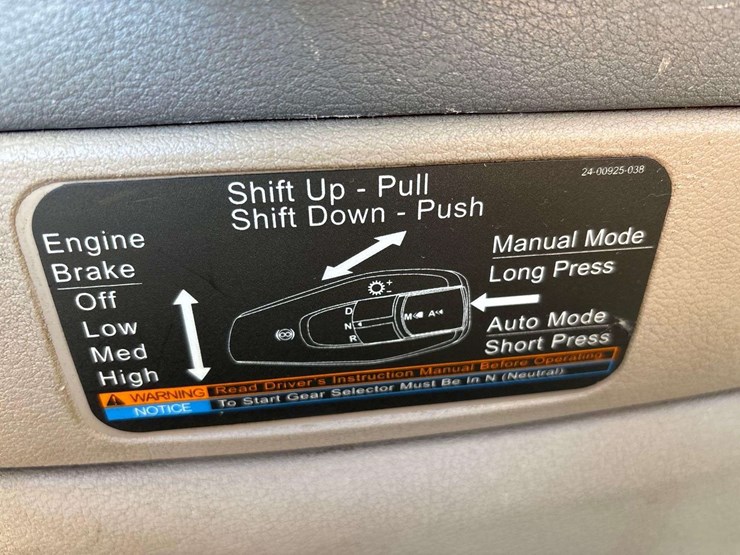 24-00925-038
Shift Up - Pull
Shift Down - Push
Engine
Brake
Off
Low
Med
High
Manual Mode
Long Press
Auto Mode
Short Press
D
N
R
M
A
+
-
WARNING Read Driver's Instruction Manual Before Operating
NOTICE To Start Gear Selector Must Be In N (Neutral)